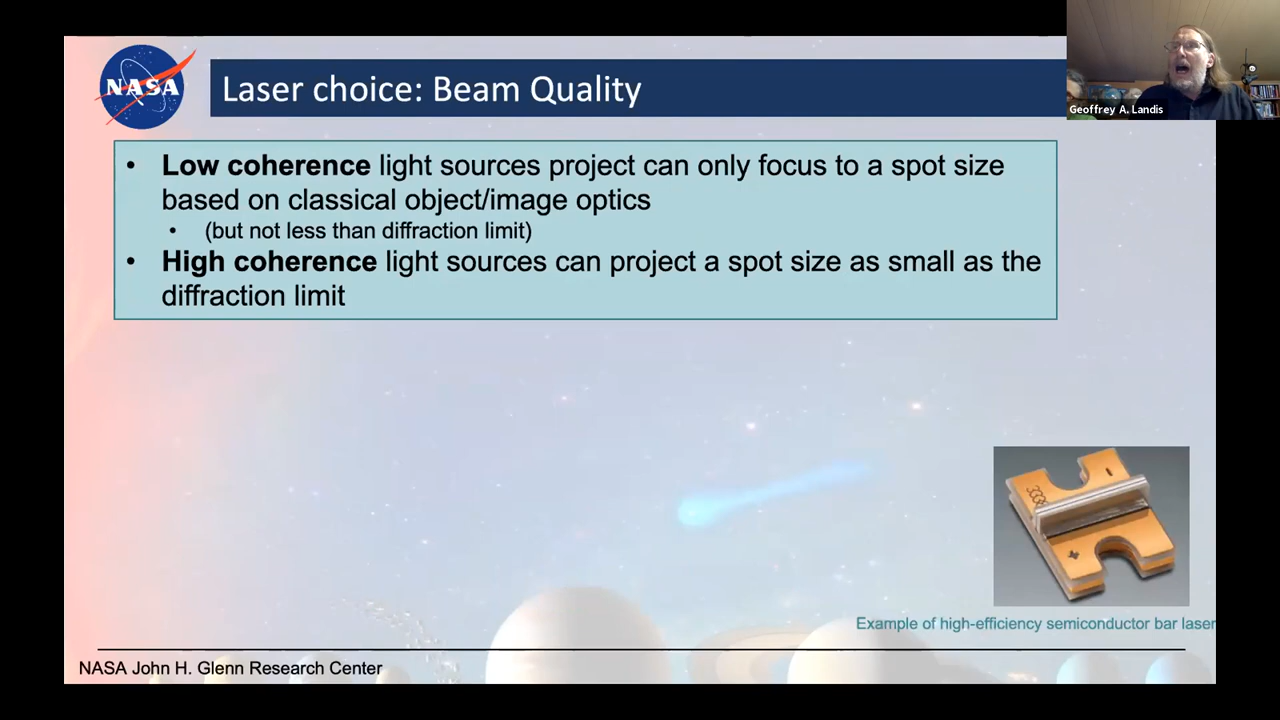 NASA
Laser choice: Beam Quality
Geoffrey A. Landis
• Low coherence light sources project can only focus to a spot size
based on classical object/image optics
• (but not less than diffraction limit)
• High coherence light sources can project a spot size as small as the
diffraction limit
Example of high-efficiency semiconductor bar laser
NASA John H. Glenn Research Center